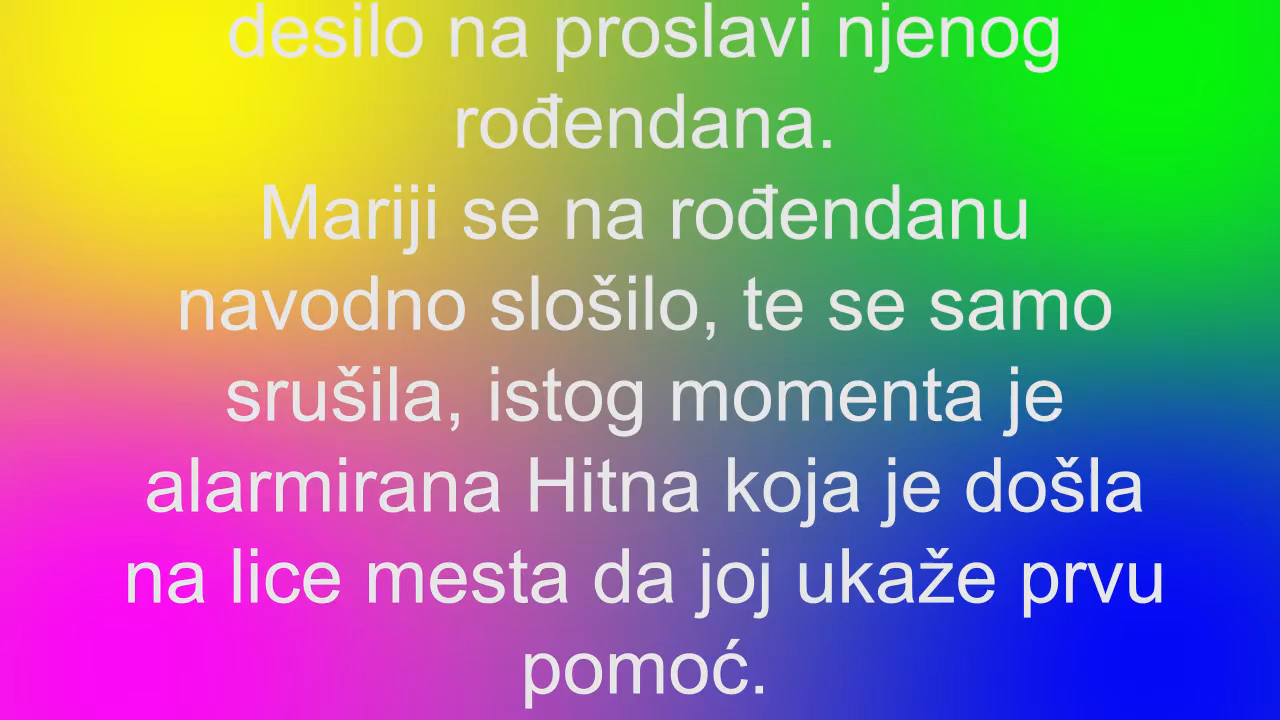 desilo na proslavi njenog
rođendana.
Mariji se na rođendanu
navodno slošilo, te se samo
srušila, istog momenta je
alarmirana Hitna koja je došla
na lice mesta da joj ukaže prvu
pomoć.